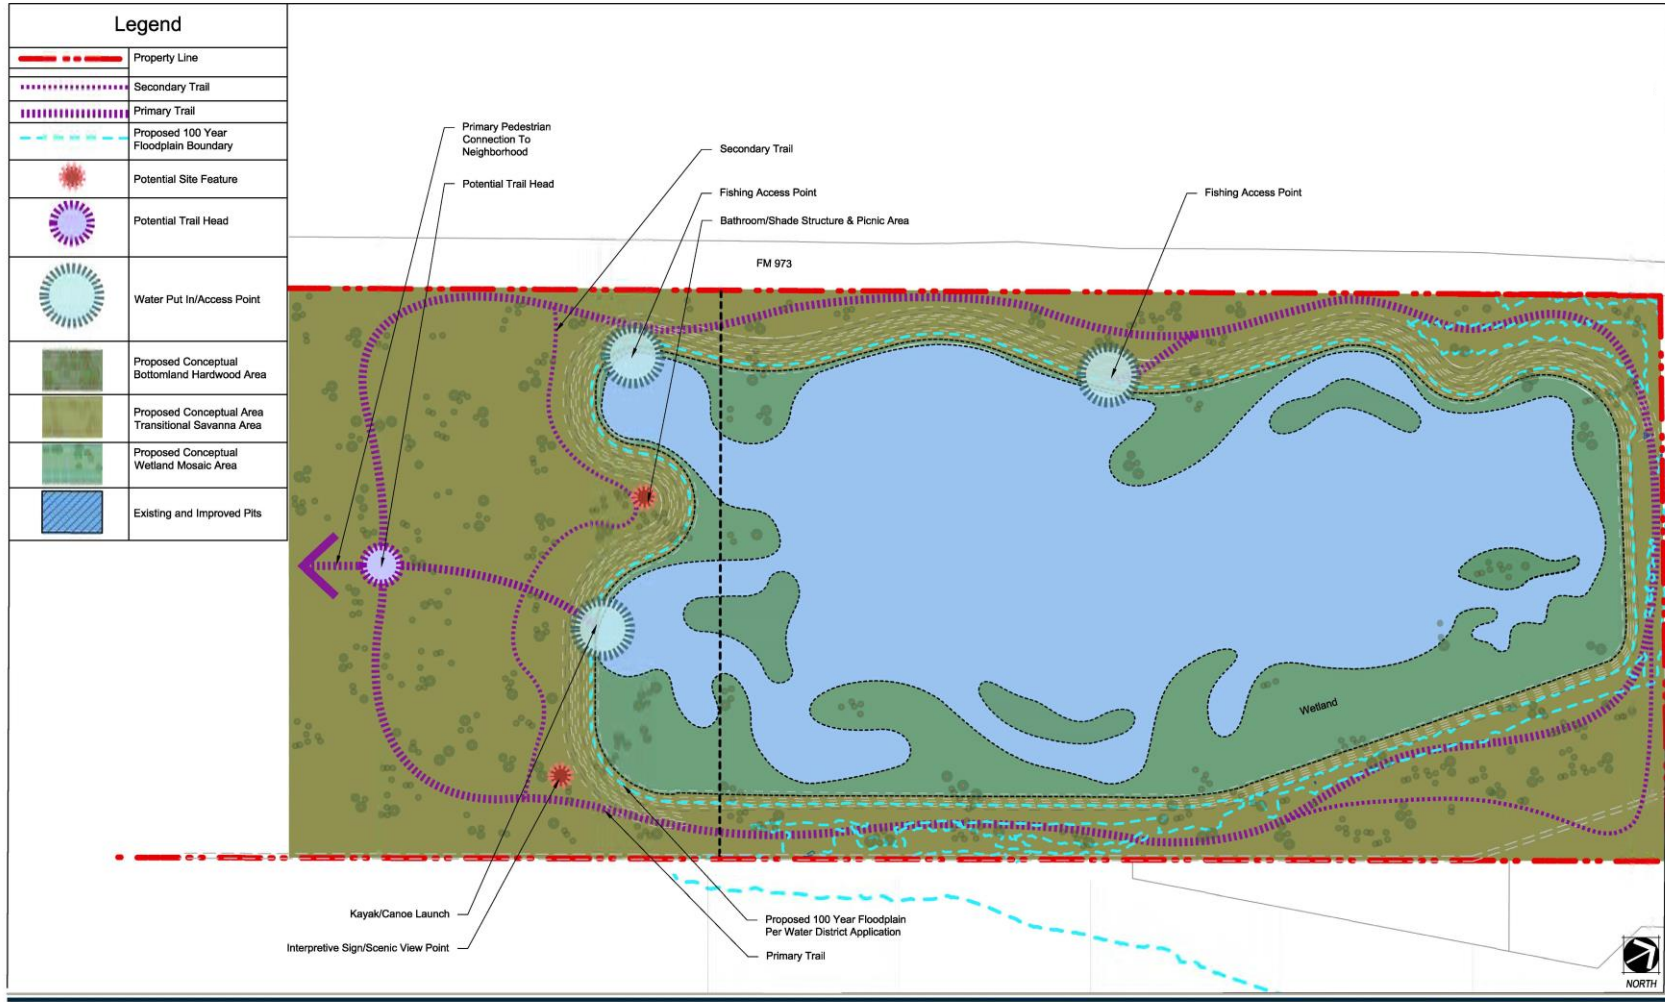 Legend
Property Line
Secondary Trail
Primary Trail
Proposed 100 Year
Floodplain Boundary
Potential Site Feature
Potential Trail Head
Water Put In/Access Point
Proposed Conceptual
Bottomland Hardwood Area
Proposed Conceptual Area
Transitional Savanna Area
Proposed Conceptual
Wetland Mosaic Area
Existing and Improved Pits
Primary Pedestrian
Connection To
Neighborhood
Potential Trail Head
Secondary Trail
Fishing Access Point
Bathroom/Shade Structure & Picnic Area
Fishing Access Point
FM 973
Wetland
Kayak/Canoe Launch
Interpretive Sign/Scenic View Point
Proposed 100 Year Floodplain
Per Water District Application
Primary Trail
NORTH